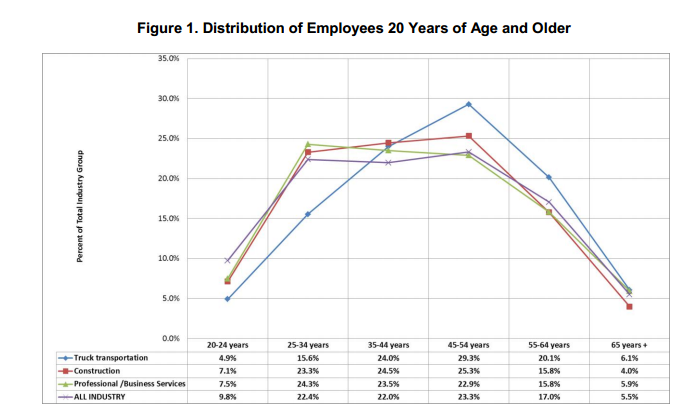 Figure 1. Distribution of Employees 20 Years of Age and Older
35.0%
30.0%
25.0%
20.0%
15.0%
10.0%
5.0%
0.0%
Percent of Total Industry Group
20-24 years 25-34 years 35-44 years 45-54 years 55-64 years 65 years +
Truck transportation 4.9% 15.6% 24.0% 29.3% 20.1% 6.1%
Construction 7.1% 23.3% 24.5% 25.3% 15.8% 4.0%
Professional /Business Services 7.5% 24.3% 23.5% 22.9% 15.8% 5.9%
ALL INDUSTRY 9.8% 22.4% 22.0% 23.3% 17.0% 5.5%